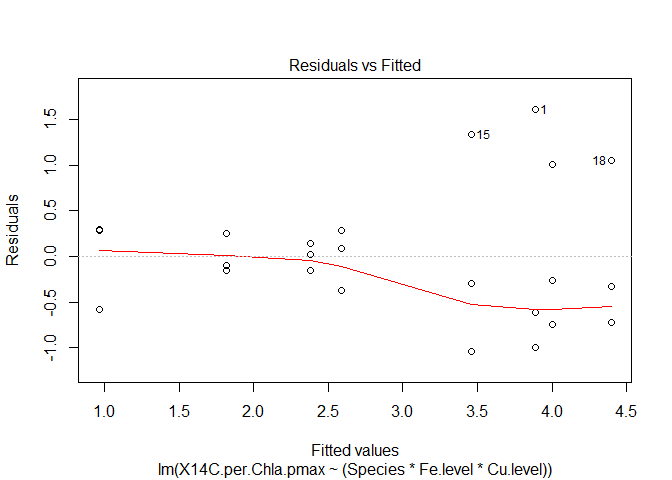 Residuals vs Fitted
Residuals
1.5
1.0
0.5
0.0
-0.5
-1.0
1
15
18
1.0 1.5 2.0 2.5 3.0 3.5 4.0 4.5
Fitted values
lm(X14C.per.Chla.pmax ~ (Species * Fe.level * Cu.level))